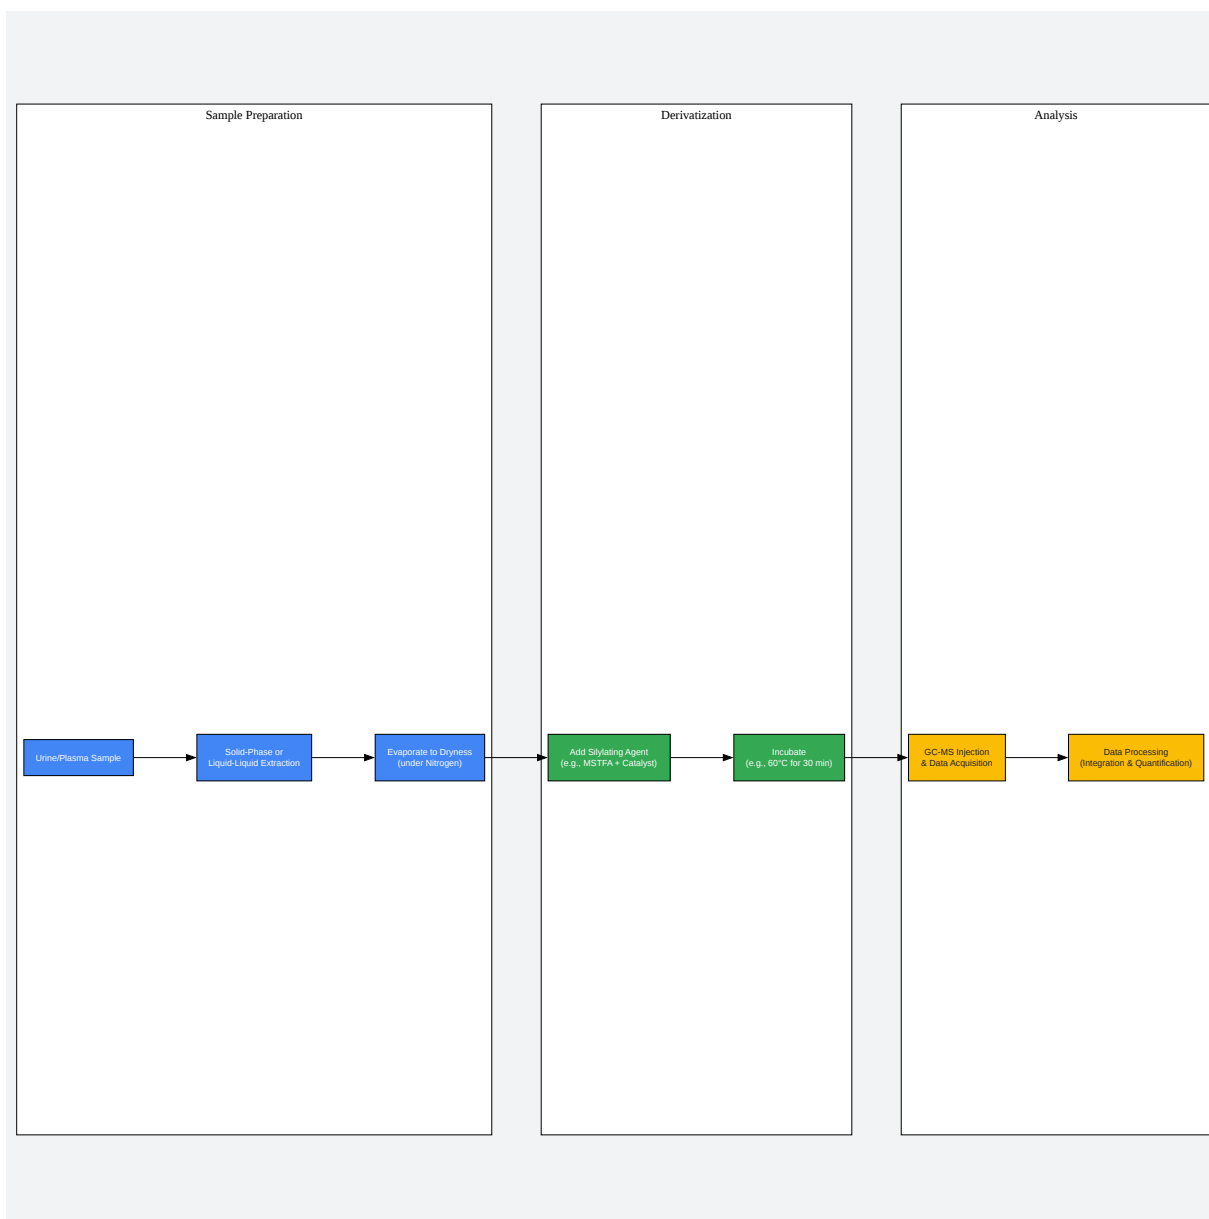 Sample Preparation
Derivatization
Analysis
Urine/Plasma Sample
Solid-Phase or
Liquid-Liquid Extraction
Evaporate to Dryness
(under Nitrogen)
Add Silylating Agent
(e.g., MSTFA + Catalyst)
Incubate
(e.g., 60°C for 30 min)
GC-MS Injection
& Data Acquisition
Data Processing
(Integration & Quantification)